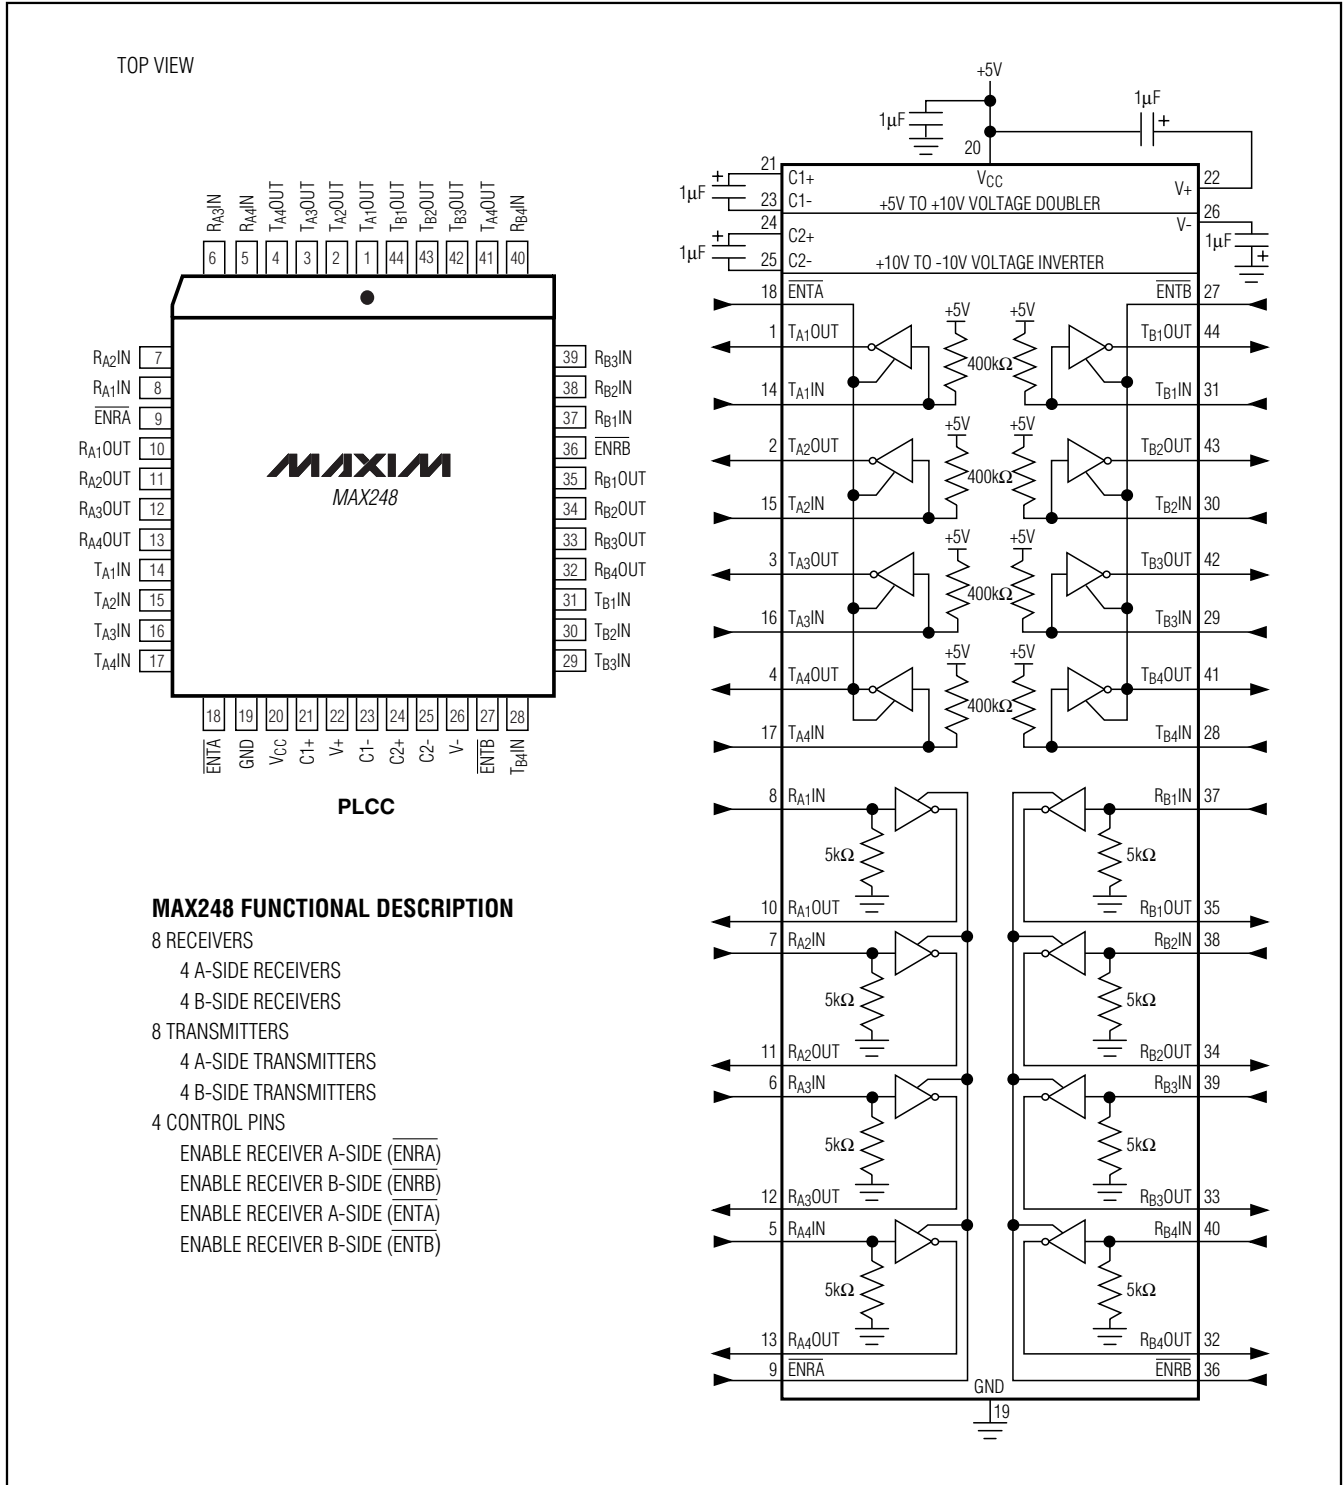 TOP VIEW
RA3IN
RA4IN
TA4OUT
TA3OUT
TA2OUT
TA1OUT
TB1OUT
TB2OUT
TB3OUT
TA4OUT
RB4IN
6 5 4 3 2 1 44 43 42 41 40
RA2IN 7
RA1IN 8
ENRA 9
RA1OUT 10
RA2OUT 11
RA3OUT 12
RA4OUT 13
TA1IN 14
TA2IN 15
TA3IN 16
TA4IN 17
MAXIM
MAX248
39 RB3IN
38 RB2IN
37 RB1IN
36 ENRB
35 RB1OUT
34 RB2OUT
33 RB3OUT
32 RB4OUT
31 TB1IN
30 TB2IN
29 TB3IN
18 19 20 21 22 23 24 25 26 27 28
ENTA
GND
VCC
C1+
V+
C1-
C2+
C2-
V-
ENTB
TB4IN
PLCC
MAX248 FUNCTIONAL DESCRIPTION
8 RECEIVERS
4 A-SIDE RECEIVERS
4 B-SIDE RECEIVERS
8 TRANSMITTERS
4 A-SIDE TRANSMITTERS
4 B-SIDE TRANSMITTERS
4 CONTROL PINS
ENABLE RECEIVER A-SIDE (ENRA)
ENABLE RECEIVER B-SIDE (ENRB)
ENABLE RECEIVER A-SIDE (ENTA)
ENABLE RECEIVER B-SIDE (ENTB)
+5V
1µF
1µF
+
20
21 C1+ VCC V+ 22
+
1µF
23 C1- +5V TO +10V VOLTAGE DOUBLER
24 C2+ V- 26
+
1µF
1µF
+
25 C2- +10V TO -10V VOLTAGE INVERTER
18 ENTA ENTB 27
+5V +5V
1 TA1OUT TB1OUT 44
400kΩ
14 TA1IN TB1IN 31
+5V +5V
2 TA2OUT TB2OUT 43
400kΩ
15 TA2IN TB2IN 30
+5V +5V
3 TA3OUT TB3OUT 42
400kΩ
16 TA3IN TB3IN 29
+5V +5V
4 TA4OUT TB4OUT 41
400kΩ
17 TA4IN TB4IN 28
8 RA1IN RB1IN 37
5kΩ 5kΩ
10 RA1OUT RB1OUT 35
7 RA2IN RB2IN 38
5kΩ 5kΩ
11 RA2OUT RB2OUT 34
6 RA3IN RB3IN 39
5kΩ 5kΩ
12 RA3OUT RB3OUT 33
5 RA4IN RB4IN 40
5kΩ 5kΩ
13 RA4OUT RB4OUT 32
9 ENRA ENRB 36
GND
19